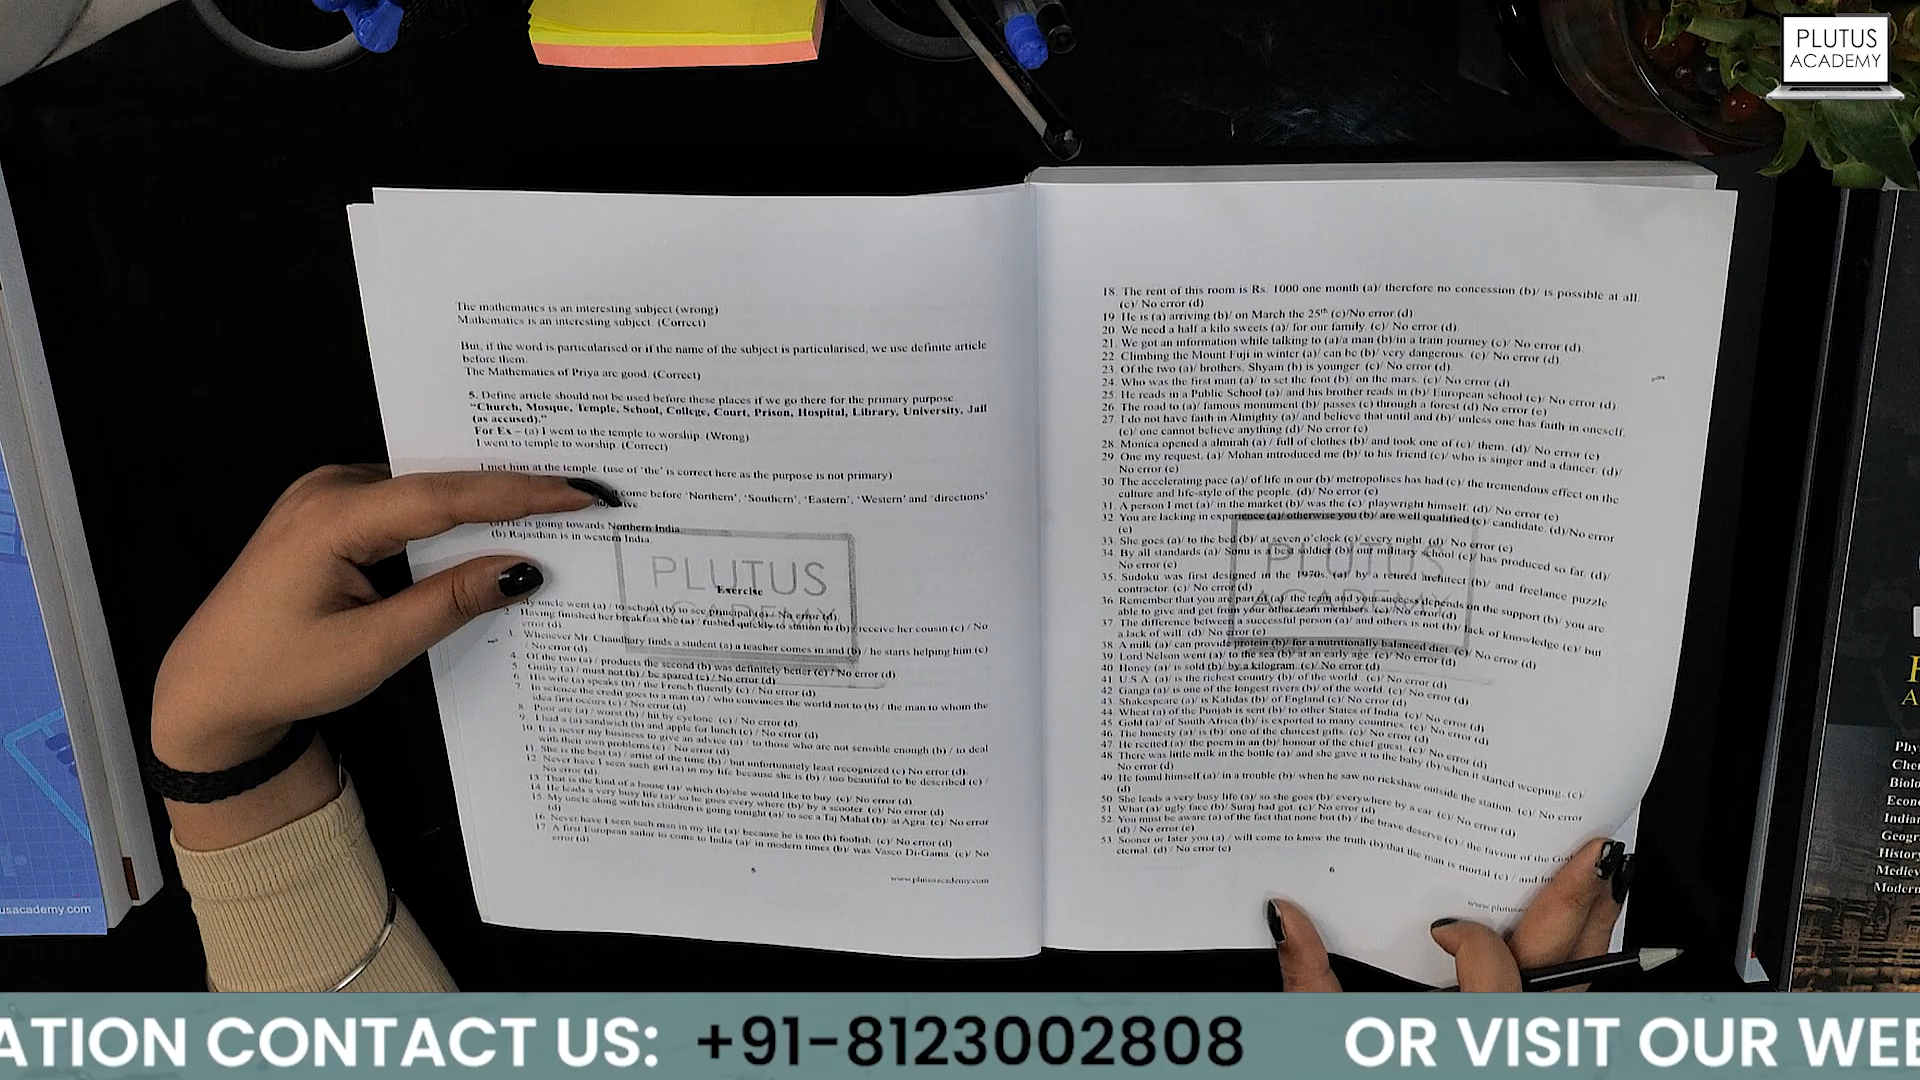 PLUTUS
ACADEMY
The mathematics is an interesting subject (wrong)
Mathematics is an interesting subject. (Correct)
But, if the word is particularised or if the name of the subject is particularised, we use definite article
before them.
The Mathematics of Priya are good. (Correct)
5. Define article should not be used before these places if we go there for the primary purpose
“Church, Mosque, Temple, School, College, Court, Prison, Hospital, Library, University, Jail
(as accused).”
For Ex – (a) I went to the temple to worship. (Wrong)
I went to temple to worship. (Correct)
I met him at the temple. (use of ‘the’ is correct here as the purpose is not primary)
come before ‘Northern’, ‘Southern’, ‘Eastern’, ‘Western’ and ‘directions’
(a) He is going towards Northern India
(b) Rajasthan is in western India.
PLUTUS
ACADEMY
Exercise
My uncle went (a) / to school (b) to see principal (c) / No error (d)
2. Having finished her breakfast she (a) / rushed quickly to station to (b) / receive her cousin (c) / No
error (d)
3. Whenever Mr. Chaudhary finds a student (a) a teacher comes in and (b) / he starts helping him (c)
/ No error (d).
4. Of the two (a) / products the second (b) was definitely better (c) / No error (d)
5. Guilty (a) / must not (b) / be spared (c) / No error (d)
6. His wife (a) speaks (b) / the French fluently (c) / No error (d)
7. In science the credit goes to a man (a) / who convinces the world not to (b) / the man to whom the
idea first occurs (c) / No error (d).
8. Poor are (a) / worst (b) / hit by cyclone. (c) / No error (d).
9. I had a (a) sandwich (b) and apple for lunch (c) / No error (d)
10. It is never my business to give an advice (a) / to those who are not sensible enough (b) / to deal
with their own problems (c) / No error (d)
11. She is the best (a) / artist of the time (b) / but unfortunately least recognized (c) No error (d).
12. Never have I seen such girl (a) in my life because she is (b) / too beautiful to be described (c) /
No error (d).
13. That is the kind of a house (a)/ which (b)/she would like to buy. (c)/ No error (d)
14. He leads a very busy life (a)/ so he goes every where (b)/ by a scooter. (c)/ No error (d)
15. My uncle along with his children is going tonight (a)/ to see a Taj Mahal (b)/ at Agra. (c)/ No error
(d)
16. Never have I seen such man in my life (a)/ because he is too (b) foolish. (c)/ No error (d)
17. A first European sailor to come to India (a)/ in modern times (b)/ was Vasco Di-Gama. (c)/ No
error (d)
5
www.plutusacademy.com
18. The rent of this room is Rs. 1000 one month (a)/ therefore no concession (b)/ is possible at all.
(c)/ No error (d)
19. He is (a) arriving (b)/ on March the 25th (c)/No error (d)
20. We need a half a kilo sweets (a)/ for our family. (c)/ No error (d)
21. We got an information while talking to (a)/a man (b)/in a train journey (c)/ No error (d).
22. Climbing the Mount Fuji in winter (a)/ can be (b)/ very dangerous. (c)/ No error (d)
23. Of the two (a)/ brothers, Shyam (b) is younger. (c)/ No error (d).
24. Who was the first man (a)/ to set the foot (b)/ on the mars. (c)/ No error (d)
25. He reads in a Public School (a)/ and his brother reads in (b)/ European school (c)/ No error (d)
26. The road to (a)/ famous monument (b)/ passes (c) through a forest (d) No error (e)
27. I do not have faith in Almighty (a)/ and believe that until and (b)/ unless one has faith in oneself,
(c)/ one cannot believe anything (d)/ No error (e)
28. Monica opened a almirah (a) / full of clothes (b)/ and took one of (c)/ them. (d)/ No error (e)
29. One my request, (a)/ Mohan introduced me (b)/ to his friend (c)/ who is singer and a dancer. (d)/
No error (e)
30. The accelerating pace (a)/ of life in our (b)/ metropolises has had (c)/ the tremendous effect on the
culture and life-style of the people. (d)/ No error (e)
31. A person I met (a)/ in the market (b)/ was the (c)/ playwright himself. (d)/ No error (e)
32. You are lacking in experience (a)/ otherwise you (b)/ are well qualified (c)/ candidate. (d)/No error
(e)
33. She goes (a)/ to the bed (b)/ at seven o’clock (c)/ every night. (d)/ No error (e)
34. By all standards (a)/ Sonu is a best soldier (b)/ our military school (c)/ has produced so far. (d)/
No error (e)
35. Sudoku was first designed in the 1970s, (a)/ by a retired architect (b)/ and freelance puzzle
contractor (c)/ No error (d)
36. Remember that you are part (a)/ of the team and your success depends on the support (b)/ you are
able to give and get from your other team members. (c)/ No error (d)
37. The difference between a successful person (a)/ and others is not (b)/ lack of knowledge (c)/ but
a lack of will. (d)/ No error (e)
38. A milk (a)/ can provide protein (b)/ for a nutritionally balanced diet. (c)/ No error (d)
39. Lord Nelson went (a)/ to the sea (b)/ at an early age. (c)/ No error (d)
40. Honey (a)/ is sold (b)/ by a kilogram. (c)/ No error (d)
41. U.S.A. (a)/ is the richest country (b)/ of the world . (c)/ No error (d)
42. Ganga (a)/ is one of the longest rivers (b)/ of the world. (c)/ No error (d)
43. Shakespeare (a)/ is Kalidas (b)/ of England (c)/ No error (d)
44. Wheat (a)/ of the Punjab is sent (b)/ to other States of India. (c)/ No error (d)
45. Gold (a)/ of South Africa (b)/ is exported to many countries. (c)/ No error (d)
46. The honesty (a)/ is (b)/ one of the choicest gifts. (c)/ No error (d)
47. He recited (a)/ the poem in an (b)/ honour of the chief guest. (c)/ No error (d)
48. There was little milk in the bottle (a)/ and she gave it to the baby (b)/ when it started weeping. (c)/
No error (d)
49. He found himself (a)/ in a trouble (b)/ when he saw no rickshaw outside the station. (c)/ No error
(d)
50. She leads a very busy life (a)/ so she goes (b)/ everywhere by a car. (c)/ No error (d)
51. What (a)/ ugly face (b)/ Suraj had got. (c)/ No error (d)
52. You must be aware (a) of the fact that none but (b) / the brave deserve (c) / the favour of the
(d) / No error (e)
53. Sooner or later you (a) / will come to know the truth (b)/that the man is mortal (c) / and
eternal. (d) / No error (e)
6
PLUTUS
ACADEMY
usacademy.com
ATION CONTACT US: +91-8123002808 OR VISIT OUR WE